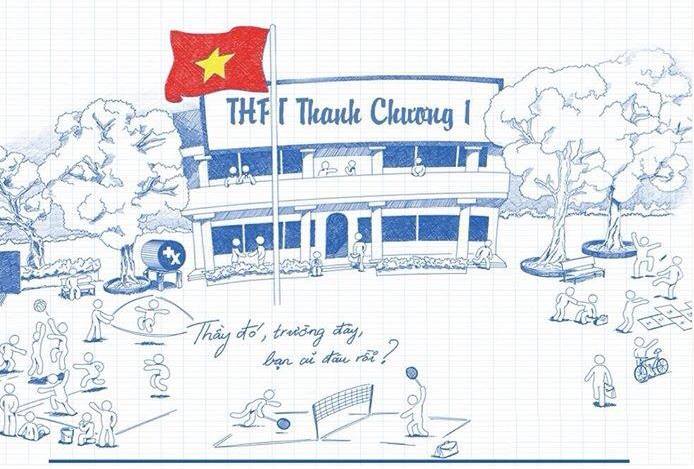 THPT Thanh Chương 1
Thầy đó, trường đây,
bạn cũ đâu rồi?